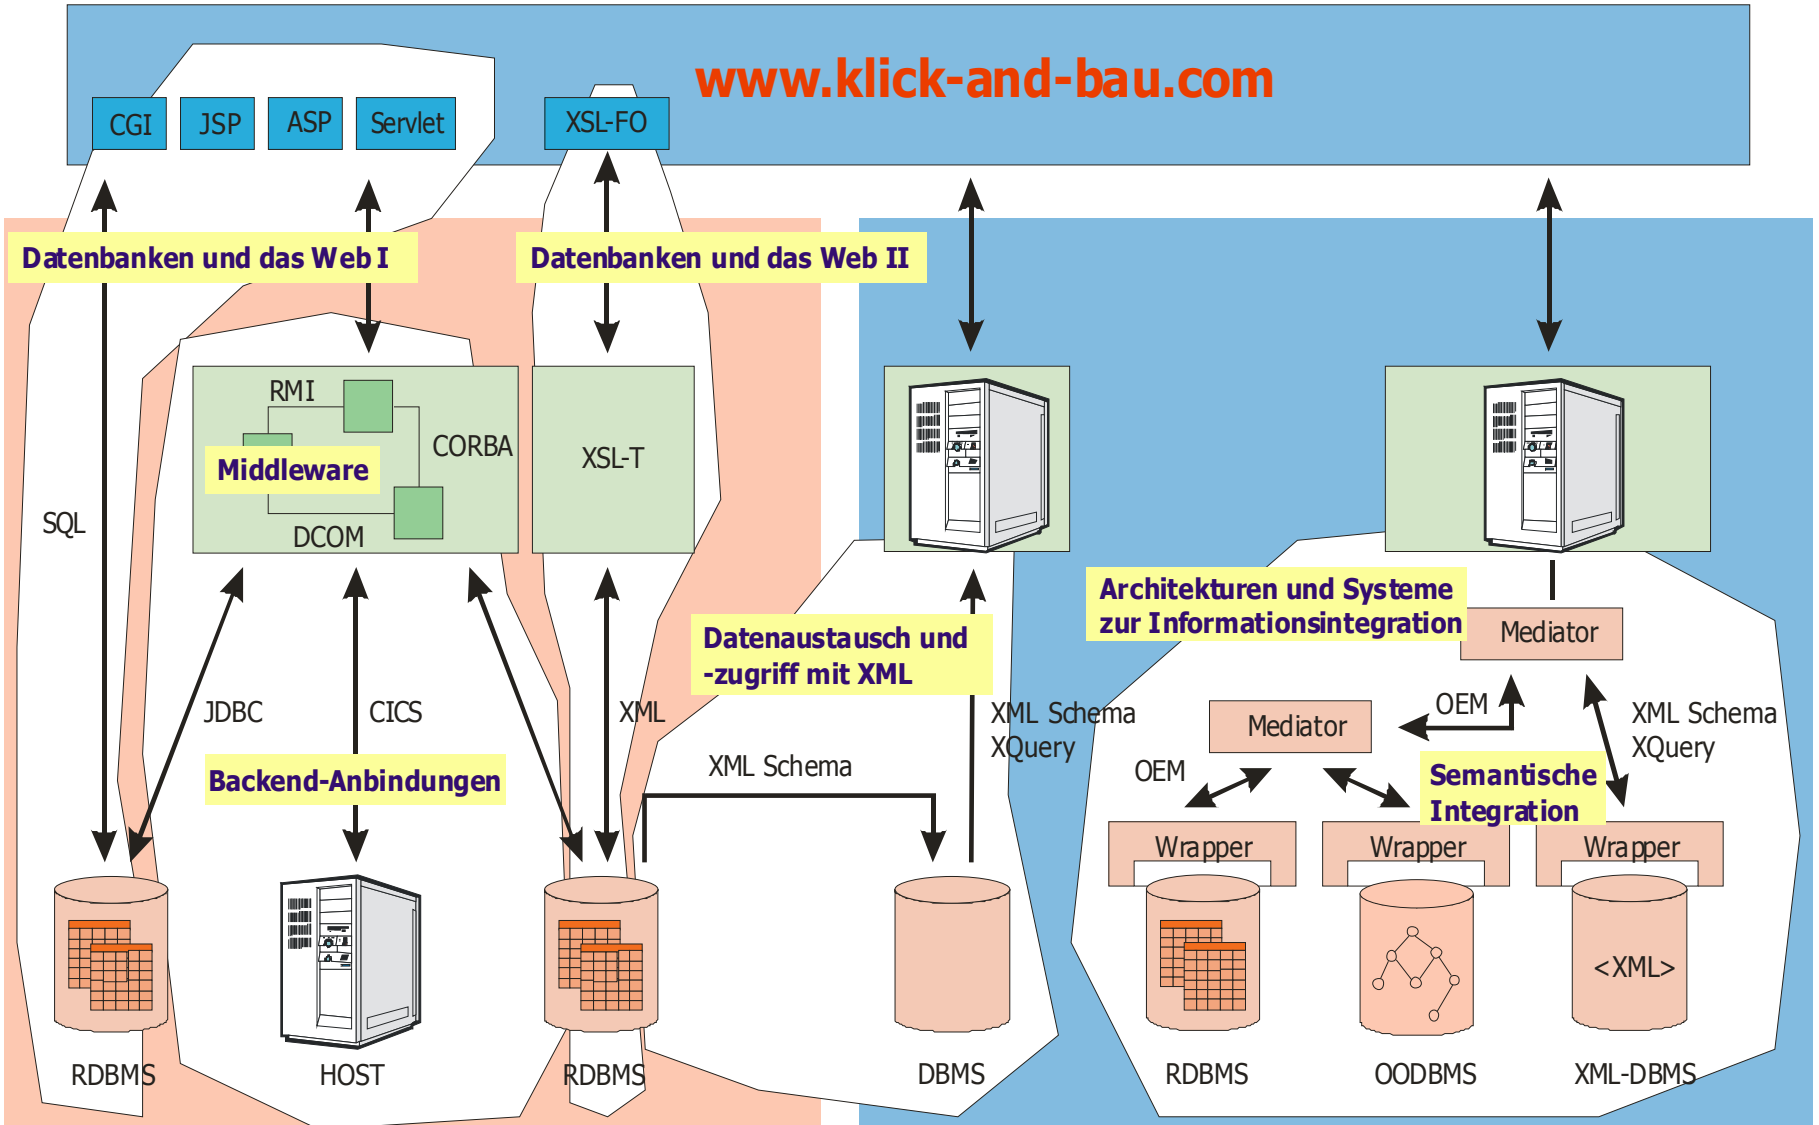 www.klick-and-bau.com
CGI
JSP
ASP
Servlet
XSL-FO
Datenbanken und das Web I
Datenbanken und das Web II
RMI
CORBA
Middleware
DCOM
XSL-T
SQL
Architekturen und Systeme
zur Informationsintegration
Mediator
Datenaustausch und
-zugriff mit XML
JDBC
CICS
XML
XML Schema
XQuery
OEM
XML Schema
XQuery
Mediator
XML Schema
OEM
Backend-Anbindungen
Semantische
Integration
Wrapper
Wrapper
Wrapper
<XML>
RDBMS
HOST
RDBMS
DBMS
RDBMS
OODBMS
XML-DBMS